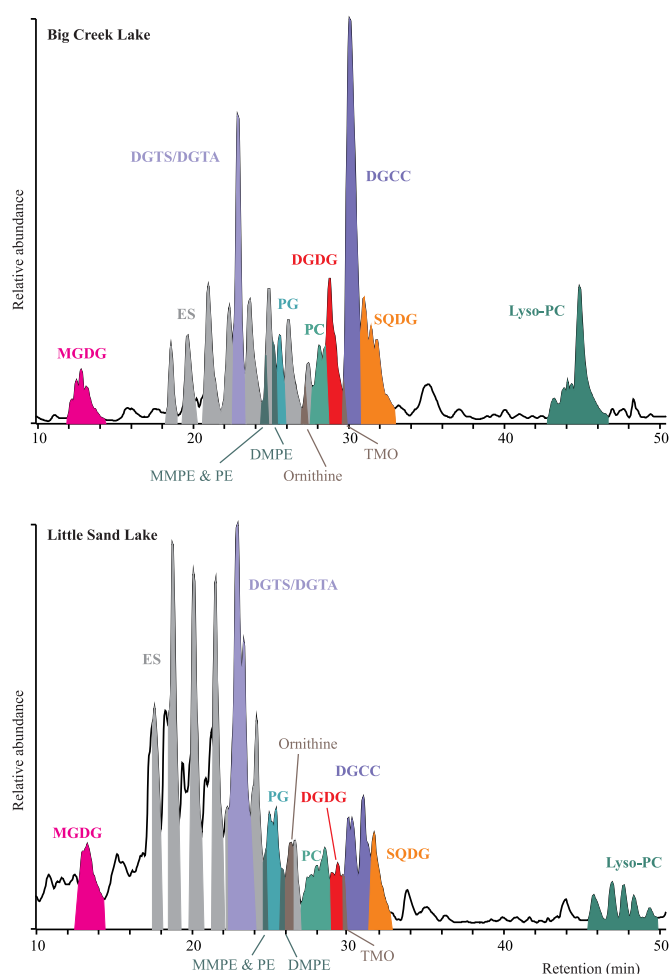 Big Creek Lake
DGTS/DGTA
DGCC
DGDG
PG
ES
PC
SQDG
Lyso-PC
MGDG
Relative abundance
10 20 30 40 50
DMPE
TMO
MMPE & PE
Ornithine
Little Sand Lake
DGTS/DGTA
ES
Ornithine
DGCC
PG
DGDG
MGDG
PC
SQDG
Lyso-PC
Relative abundance
10 20 30 40 50
TMO
MMPE & PE DMPE
Retention (min)